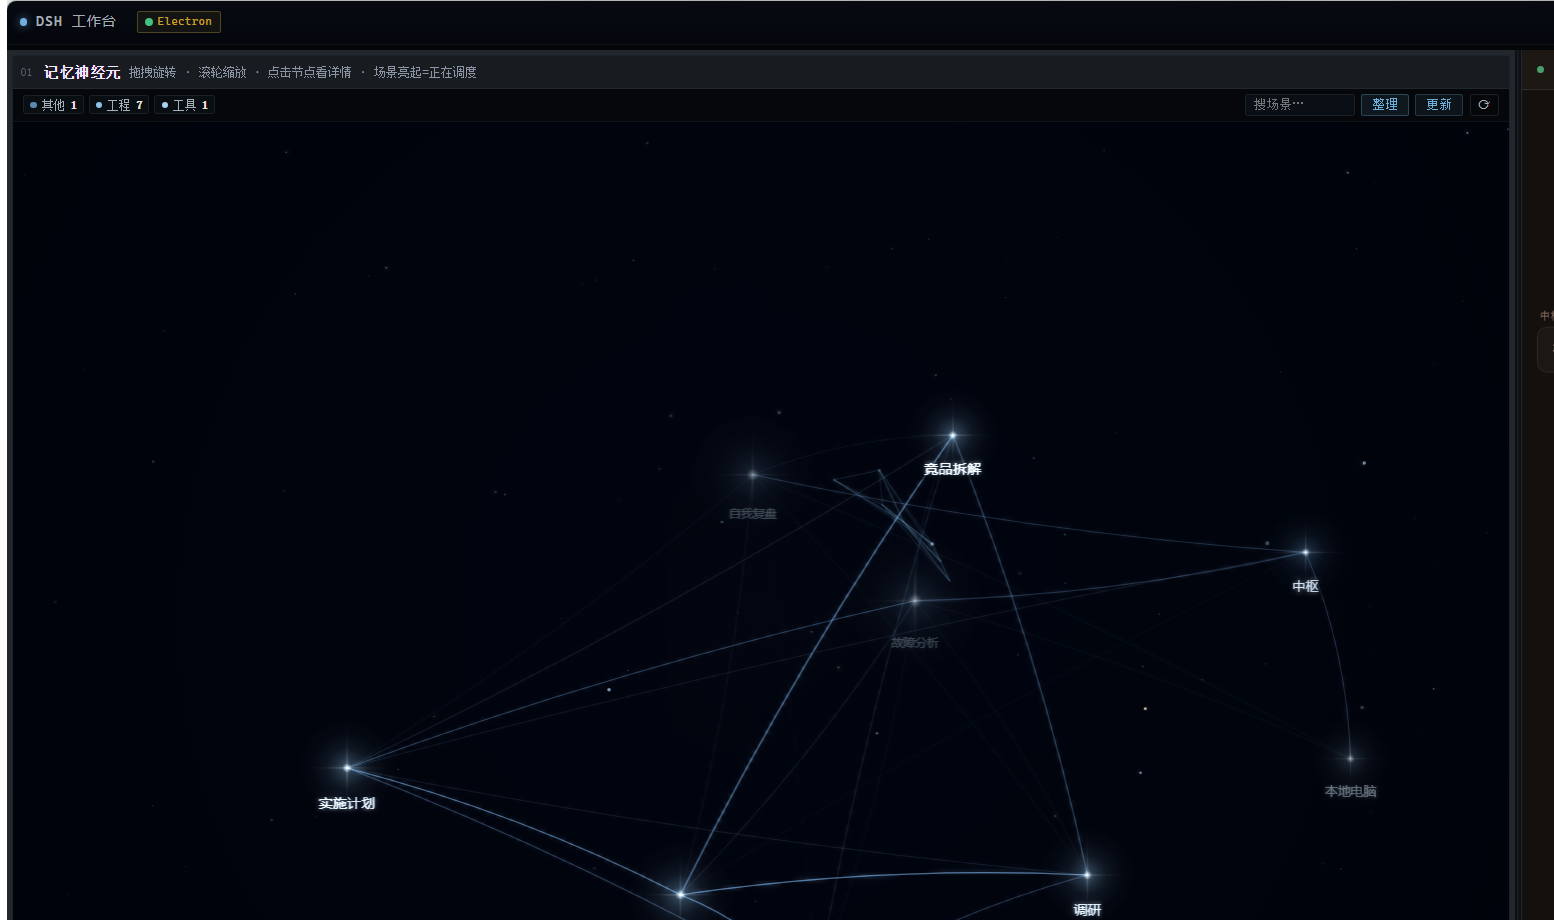 DSH 工作台 Electron
01 记忆神经元 拖拽旋转 · 滚轮缩放 · 点击节点看详情 · 场景亮起=正在调度
其他 1 工程 7 工具 1 搜场景… 整理 更新
竞品拆解
自我复盘
中枢
故障分析
本地电脑
实施计划
调研